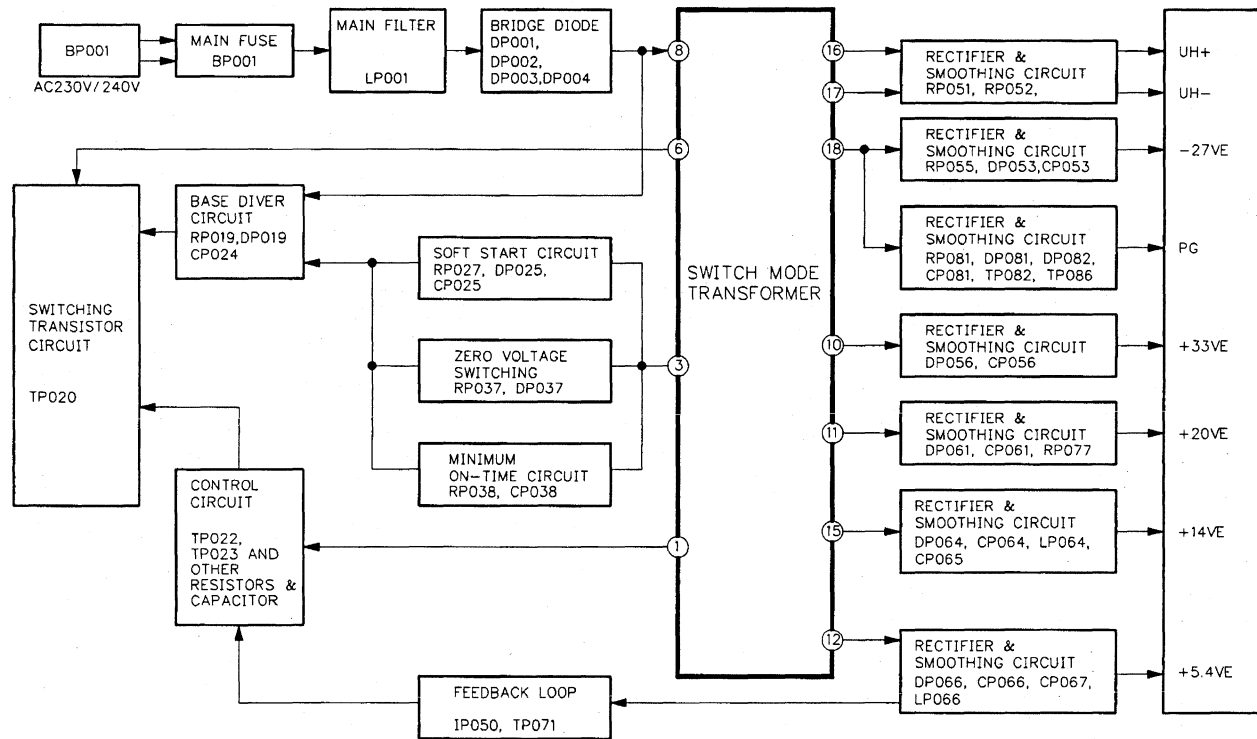 BP001
AC230V/240V
MAIN FUSE
BP001
MAIN FILTER
LP001
BRIDGE DIODE
DP001,
DP002,
DP003,DP004
8
6
3
1
SWITCH MODE
TRANSFORMER
16
17
18
10
11
15
12
RECTIFIER &
SMOOTHING CIRCUIT
RP051, RP052,
UH+
UH-
RECTIFIER &
SMOOTHING CIRCUIT
RP055, DP053,CP053
-27VE
RECTIFIER &
SMOOTHING CIRCUIT
RP081, DP081, DP082,
CP081, TP082, TP086
PG
RECTIFIER &
SMOOTHING CIRCUIT
DP056, CP056
+33VE
RECTIFIER &
SMOOTHING CIRCUIT
DP061, CP061, RP077
+20VE
RECTIFIER &
SMOOTHING CIRCUIT
DP064, CP064, LP064,
CP065
+14VE
RECTIFIER &
SMOOTHING CIRCUIT
DP066, CP066, CP067,
LP066
+5.4VE
SWITCHING
TRANSISTOR
CIRCUIT
TP020
BASE DIVER
CIRCUIT
RP019,DP019
CP024
SOFT START CIRCUIT
RP027, DP025,
CP025
ZERO VOLTAGE
SWITCHING
RP037, DP037
MINIMUM
ON-TIME CIRCUIT
RP038, CP038
CONTROL
CIRCUIT
TP022,
TP023 AND
OTHER
RESISTORS &
CAPACITOR
FEEDBACK LOOP
IP050, TP071